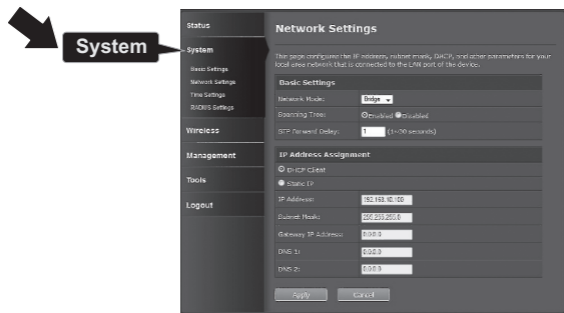 System
Status
System
Basic Settings
Network Settings
Time Settings
RADIUS Settings
Wireless
Management
Tools
Logout
Network Settings
This page configures the IP address, subnet mask, DHCP, and other parameters for your
local area network that is connected to the LAN port of the device.
Basic Settings
Network Mode: Bridge
Spanning Tree: Enabled Disabled
STP Forward Delay: 1 (1~30 seconds)
IP Address Assignment
DHCP Client
Static IP
IP Address: 192.168.10.100
Subnet Mask: 255.255.255.0
Gateway IP Address: 0.0.0.0
DNS 1: 0.0.0.0
DNS 2: 0.0.0.0
Apply Cancel